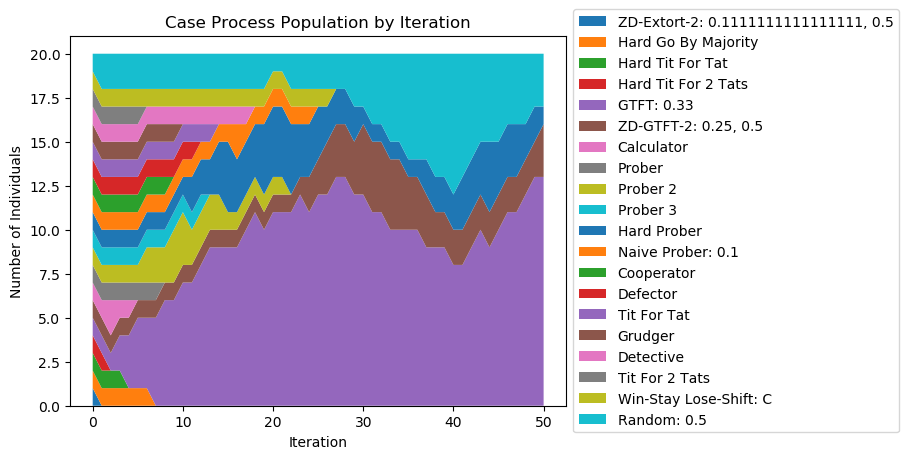 Case Process Population by Iteration
20.0
17.5
15.0
12.5
10.0
7.5
5.0
2.5
0.0
Number of Individuals
0 10 20 30 40 50
Iteration
ZD-Extort-2: 0.1111111111111111, 0.5
Hard Go By Majority
Hard Tit For Tat
Hard Tit For 2 Tats
GTFT: 0.33
ZD-GTFT-2: 0.25, 0.5
Calculator
Prober
Prober 2
Prober 3
Hard Prober
Naive Prober: 0.1
Cooperator
Defector
Tit For Tat
Grudger
Detective
Tit For 2 Tats
Win-Stay Lose-Shift: C
Random: 0.5